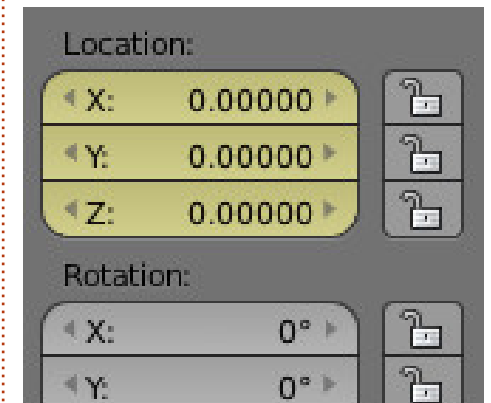 Location:
X: 0.00000
Y: 0.00000
Z: 0.00000
Rotation:
X: 0°
Y: 0°